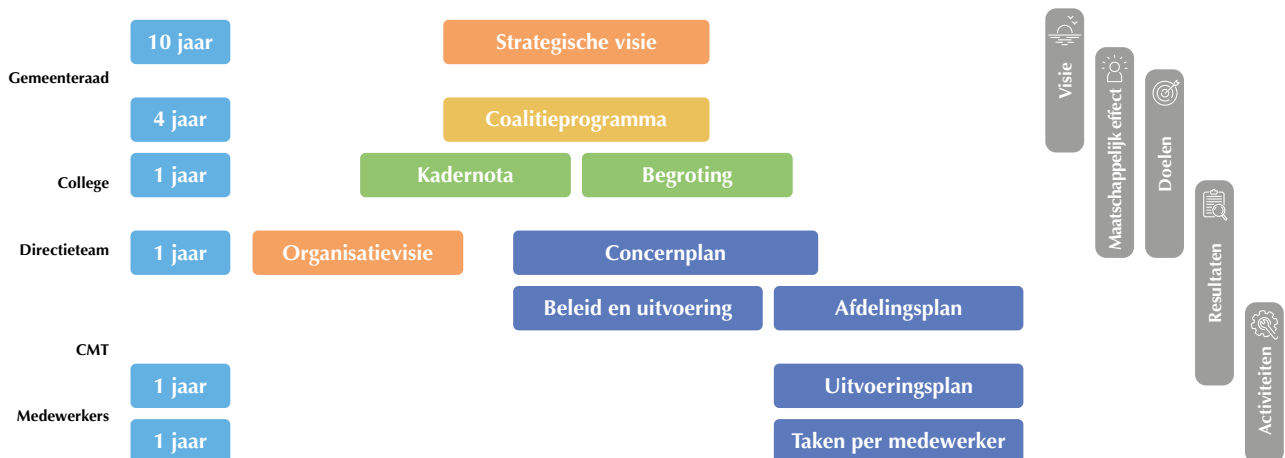 10 jaar
Strategische visie
Gemeenteraad
4 jaar
Coalitieprogramma
College
1 jaar
Kadernota
Begroting
Directieteam
1 jaar
Organisatievisie
Concernplan
Beleid en uitvoering
Afdelingsplan
CMT
1 jaar
Uitvoeringsplan
Medewerkers
1 jaar
Taken per medewerker
Visie
Maatschappelijk effect
Doelen
Resultaten
Activiteiten